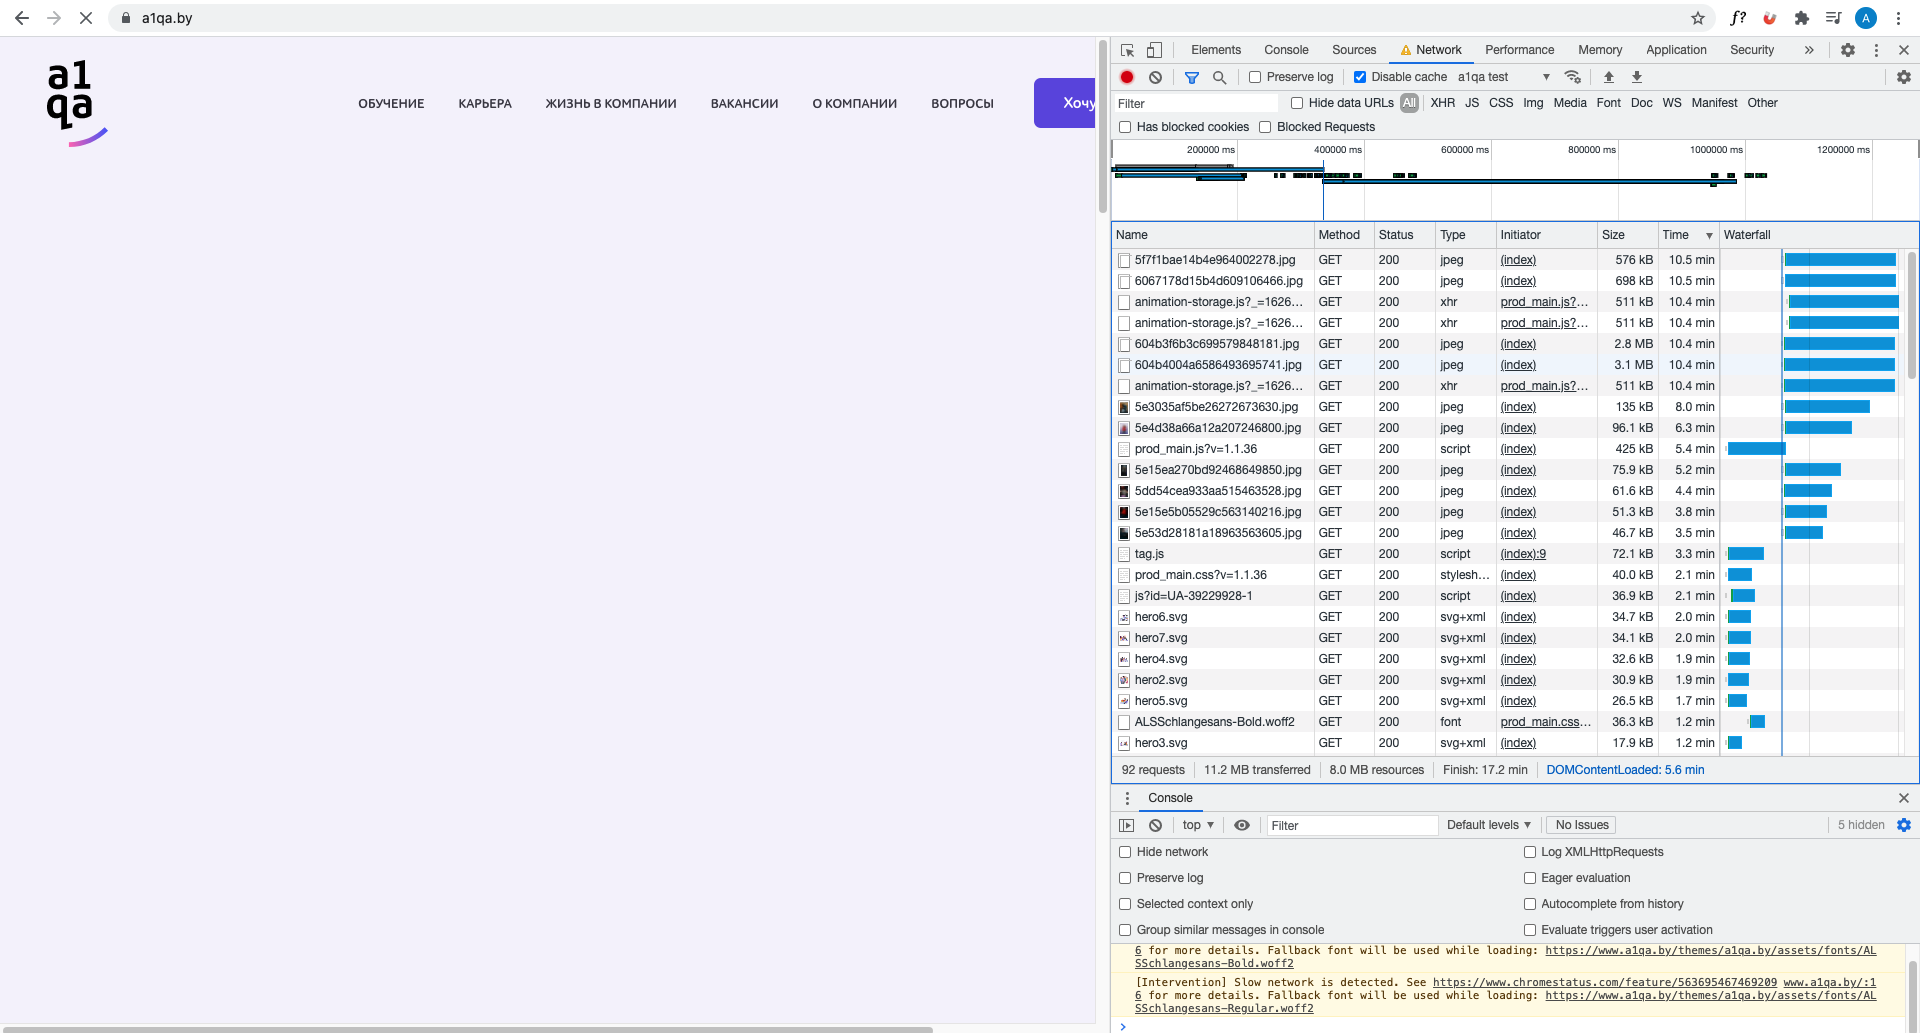 a1qa.by
f?
A
a1
qa
ОБУЧЕНИЕ КАРЬЕРА ЖИЗНЬ В КОМПАНИИ ВАКАНСИИ О КОМПАНИИ ВОПРОСЫ Хочу
Elements Console Sources Network Performance Memory Application Security »
Preserve log Disable cache a1qa test
Filter Hide data URLs All XHR JS CSS Img Media Font Doc WS Manifest Other
Has blocked cookies Blocked Requests
200000 ms 400000 ms 600000 ms 800000 ms 1000000 ms 1200000 ms
Name Method Status Type Initiator Size Time Waterfall
5f7f1bae14b4e964002278.jpg GET 200 jpeg (index) 576 kB 10.5 min
6067178d15b4d609106466.jpg GET 200 jpeg (index) 698 kB 10.5 min
animation-storage.js?_=1626… GET 200 xhr prod_main.js?… 511 kB 10.4 min
animation-storage.js?_=1626… GET 200 xhr prod_main.js?… 511 kB 10.4 min
604b3f6b3c699579848181.jpg GET 200 jpeg (index) 2.8 MB 10.4 min
604b4004a6586493695741.jpg GET 200 jpeg (index) 3.1 MB 10.4 min
animation-storage.js?_=1626… GET 200 xhr prod_main.js?… 511 kB 10.4 min
5e3035af5be26272673630.jpg GET 200 jpeg (index) 135 kB 8.0 min
5e4d38a66a12a207246800.jpg GET 200 jpeg (index) 96.1 kB 6.3 min
prod_main.js?v=1.1.36 GET 200 script (index) 425 kB 5.4 min
5e15ea270bd92468649850.jpg GET 200 jpeg (index) 75.9 kB 5.2 min
5dd54cea933aa515463528.jpg GET 200 jpeg (index) 61.6 kB 4.4 min
5e15e5b05529c563140216.jpg GET 200 jpeg (index) 51.3 kB 3.8 min
5e53d28181a18963563605.jpg GET 200 jpeg (index) 46.7 kB 3.5 min
tag.js GET 200 script (index):9 72.1 kB 3.3 min
prod_main.css?v=1.1.36 GET 200 stylesh… (index) 40.0 kB 2.1 min
js?id=UA-39229928-1 GET 200 script (index) 36.9 kB 2.1 min
hero6.svg GET 200 svg+xml (index) 34.7 kB 2.0 min
hero7.svg GET 200 svg+xml (index) 34.1 kB 2.0 min
hero4.svg GET 200 svg+xml (index) 32.6 kB 1.9 min
hero2.svg GET 200 svg+xml (index) 30.9 kB 1.9 min
hero5.svg GET 200 svg+xml (index) 26.5 kB 1.7 min
ALSSchlangesans-Bold.woff2 GET 200 font prod_main.css… 36.3 kB 1.2 min
hero3.svg GET 200 svg+xml (index) 17.9 kB 1.2 min
92 requests 11.2 MB transferred 8.0 MB resources Finish: 17.2 min DOMContentLoaded: 5.6 min
Console
top Filter Default levels No Issues 5 hidden
Hide network Log XMLHttpRequests
Preserve log Eager evaluation
Selected context only Autocomplete from history
Group similar messages in console Evaluate triggers user activation
6 for more details. Fallback font will be used while loading: https://www.a1qa.by/themes/a1qa.by/assets/fonts/AL
SSchlangesans-Bold.woff2
[Intervention] Slow network is detected. See https://www.chromestatus.com/feature/5636954674692096 www.a1qa.by/:1
6 for more details. Fallback font will be used while loading: https://www.a1qa.by/themes/a1qa.by/assets/fonts/AL
SSchlangesans-Regular.woff2